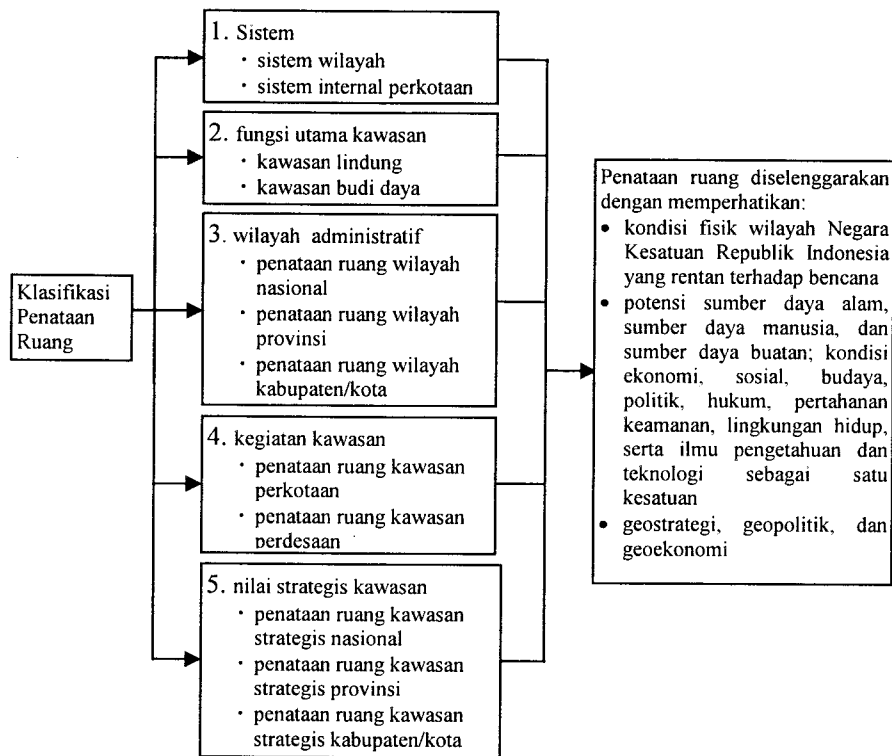 Klasifikasi
Penataan
Ruang
1. Sistem
· sistem wilayah
· sistem internal perkotaan
2. fungsi utama kawasan
· kawasan lindung
· kawasan budi daya
3. wilayah administratif
· penataan ruang wilayah
nasional
· penataan ruang wilayah
provinsi
· penataan ruang wilayah
kabupaten/kota
4. kegiatan kawasan
· penataan ruang kawasan
perkotaan
· penataan ruang kawasan
perdesaan
5. nilai strategis kawasan
· penataan ruang kawasan
strategis nasional
· penataan ruang kawasan
strategis provinsi
· penataan ruang kawasan
strategis kabupaten/kota
Penataan ruang diselenggarakan
dengan memperhatikan:
• kondisi fisik wilayah Negara
Kesatuan Republik Indonesia
yang rentan terhadap bencana
• potensi sumber daya alam,
sumber daya manusia, dan
sumber daya buatan; kondisi
ekonomi, sosial, budaya,
politik, hukum, pertahanan
keamanan, lingkungan hidup,
serta ilmu pengetahuan dan
teknologi sebagai satu
kesatuan
• geostrategi, geopolitik, dan
geoekonomi